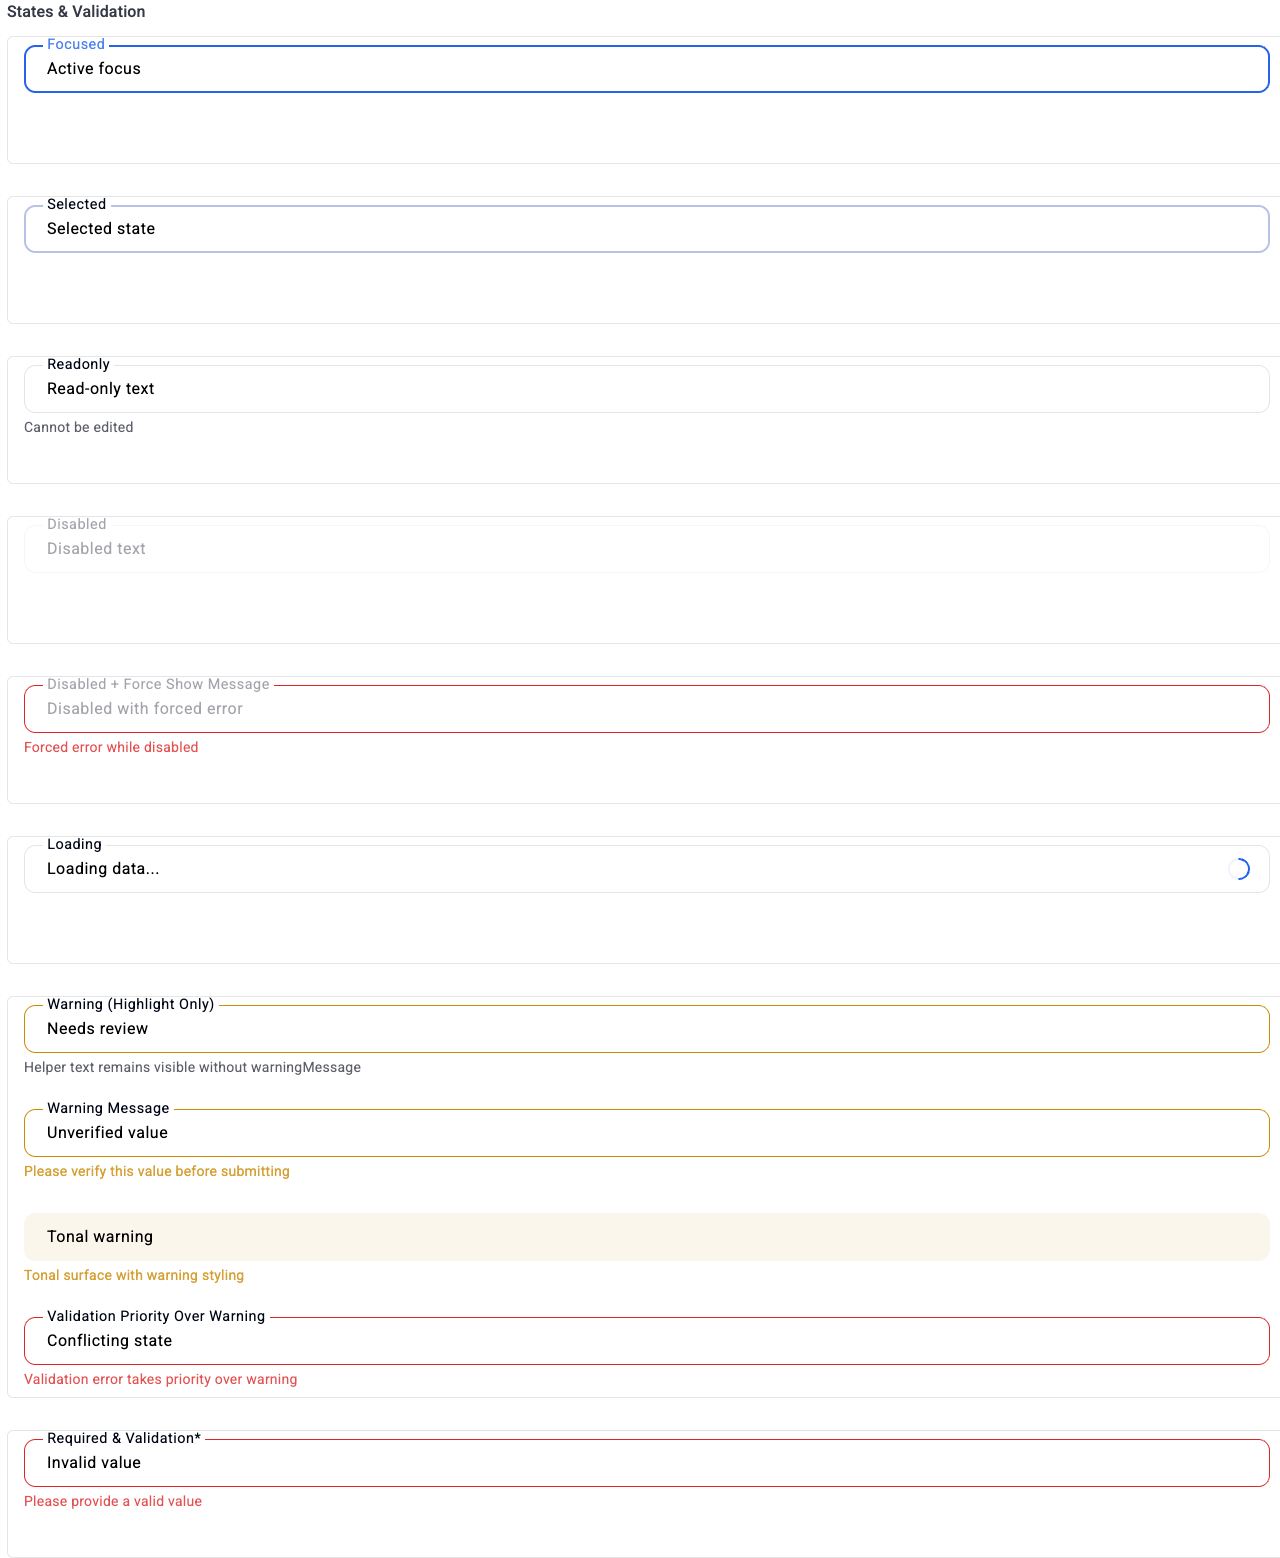 States & Validation
Focused
Active focus
Selected
Selected state
Readonly
Read-only text
Cannot be edited
Disabled
Disabled text
Disabled + Force Show Message
Disabled with forced error
Forced error while disabled
Loading
Loading data...
Warning (Highlight Only)
Needs review
Helper text remains visible without warningMessage
Warning Message
Unverified value
Please verify this value before submitting
Tonal warning
Tonal surface with warning styling
Validation Priority Over Warning
Conflicting state
Validation error takes priority over warning
Required & Validation*
Invalid value
Please provide a valid value